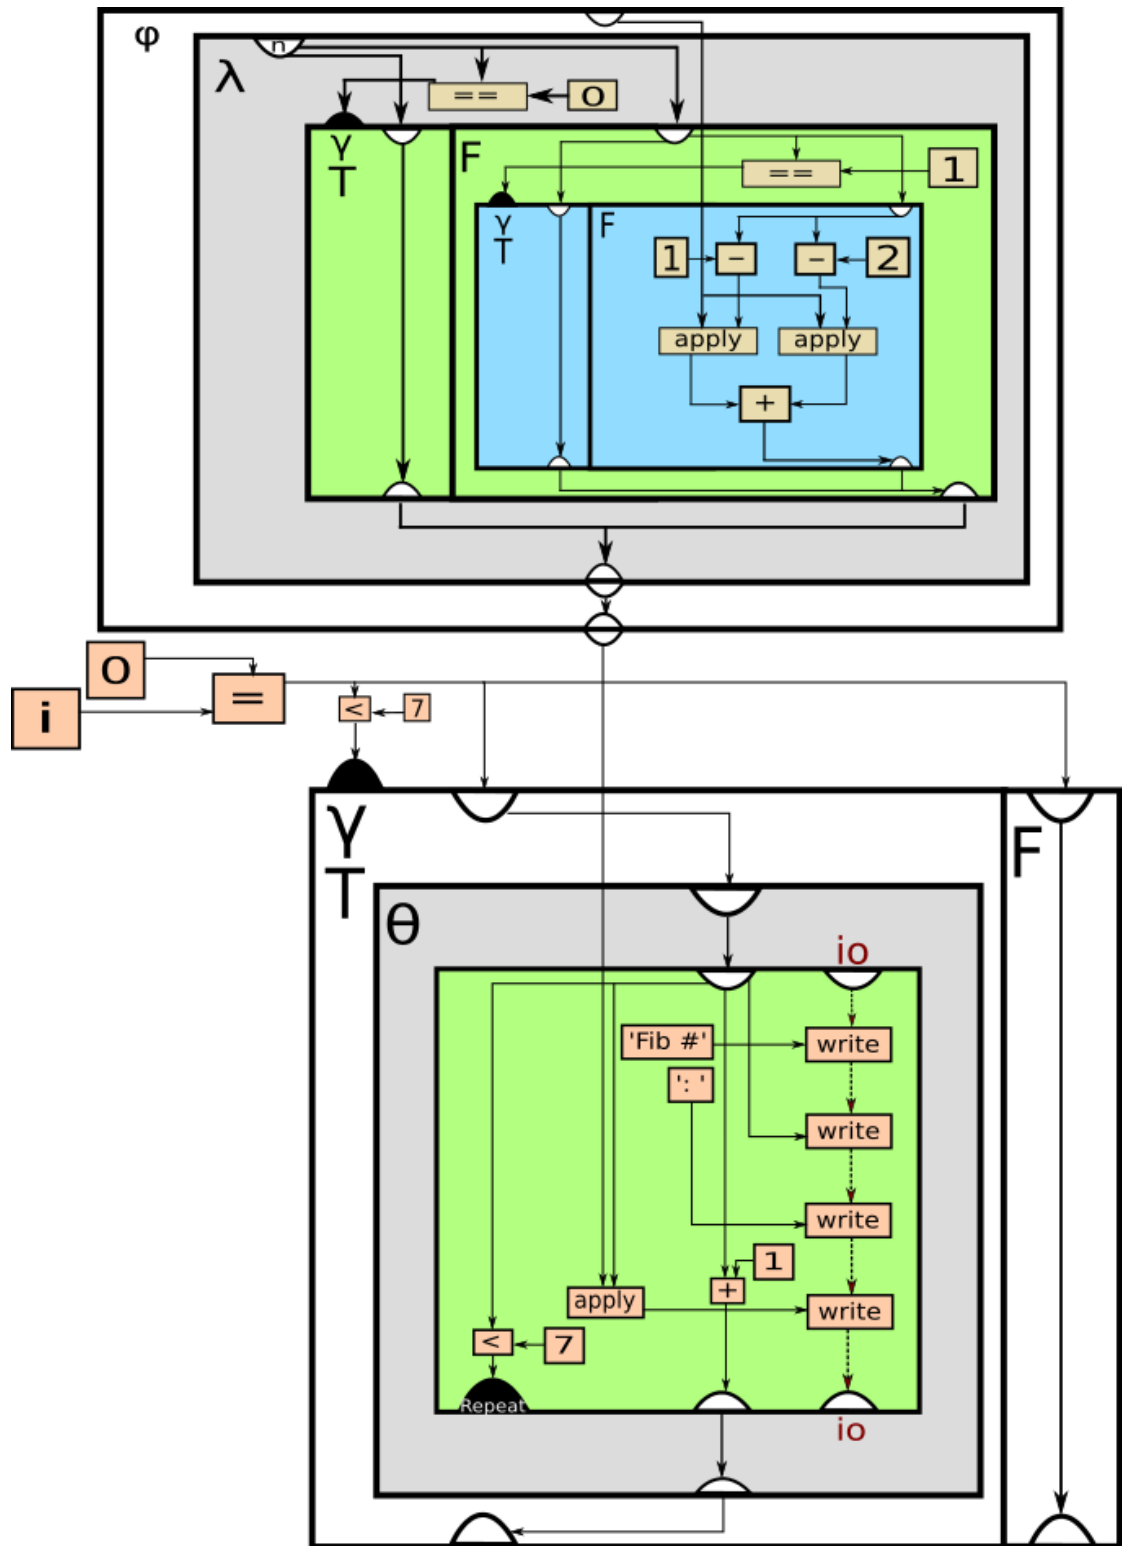 φ
n
λ
== 0
γ
T
F
== 1
γ
T
F
1 - - 2
apply apply
+
0
i =
< 7
γ
T
F
θ
io
'Fib #' write
': '
write
write
1
+
apply write
< 7
Repeat
io